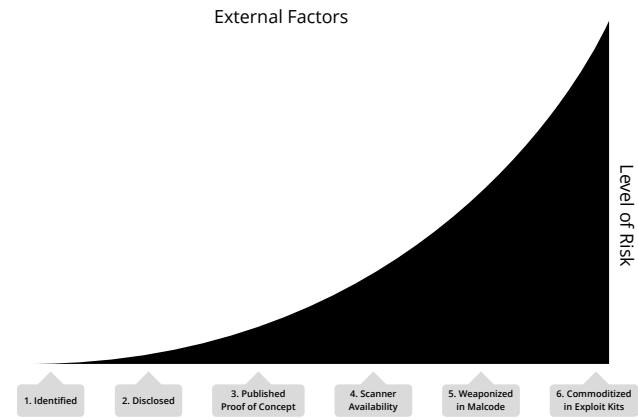 External Factors
Level of Risk
1. Identified
2. Disclosed
3. Published
Proof of Concept
4. Scanner
Availability
5. Weaponized
in Malcode
6. Commoditized
in Exploit Kits